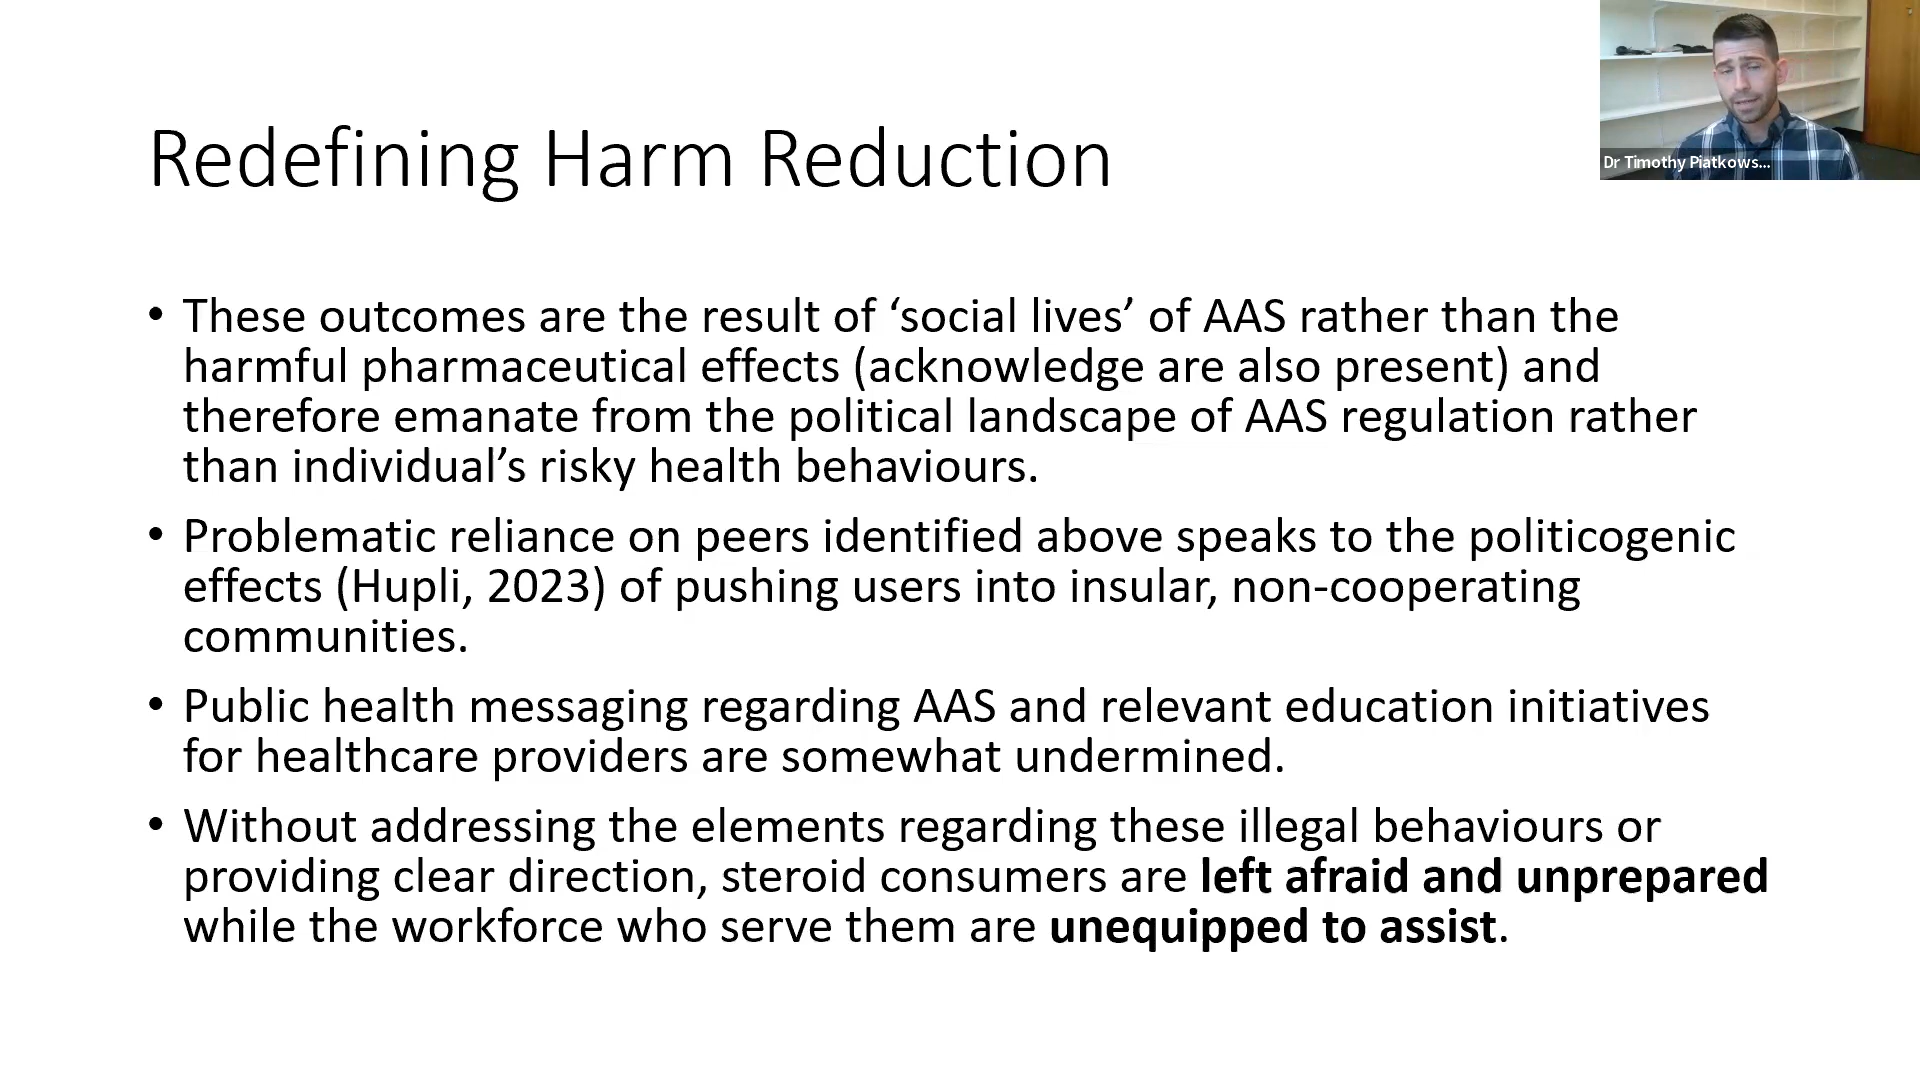 Dr Timothy Piatkows...
Redefining Harm Reduction
• These outcomes are the result of ‘social lives’ of AAS rather than the
harmful pharmaceutical effects (acknowledge are also present) and
therefore emanate from the political landscape of AAS regulation rather
than individual’s risky health behaviours.
• Problematic reliance on peers identified above speaks to the politicogenic
effects (Hupli, 2023) of pushing users into insular, non-cooperating
communities.
• Public health messaging regarding AAS and relevant education initiatives
for healthcare providers are somewhat undermined.
• Without addressing the elements regarding these illegal behaviours or
providing clear direction, steroid consumers are left afraid and unprepared
while the workforce who serve them are unequipped to assist.